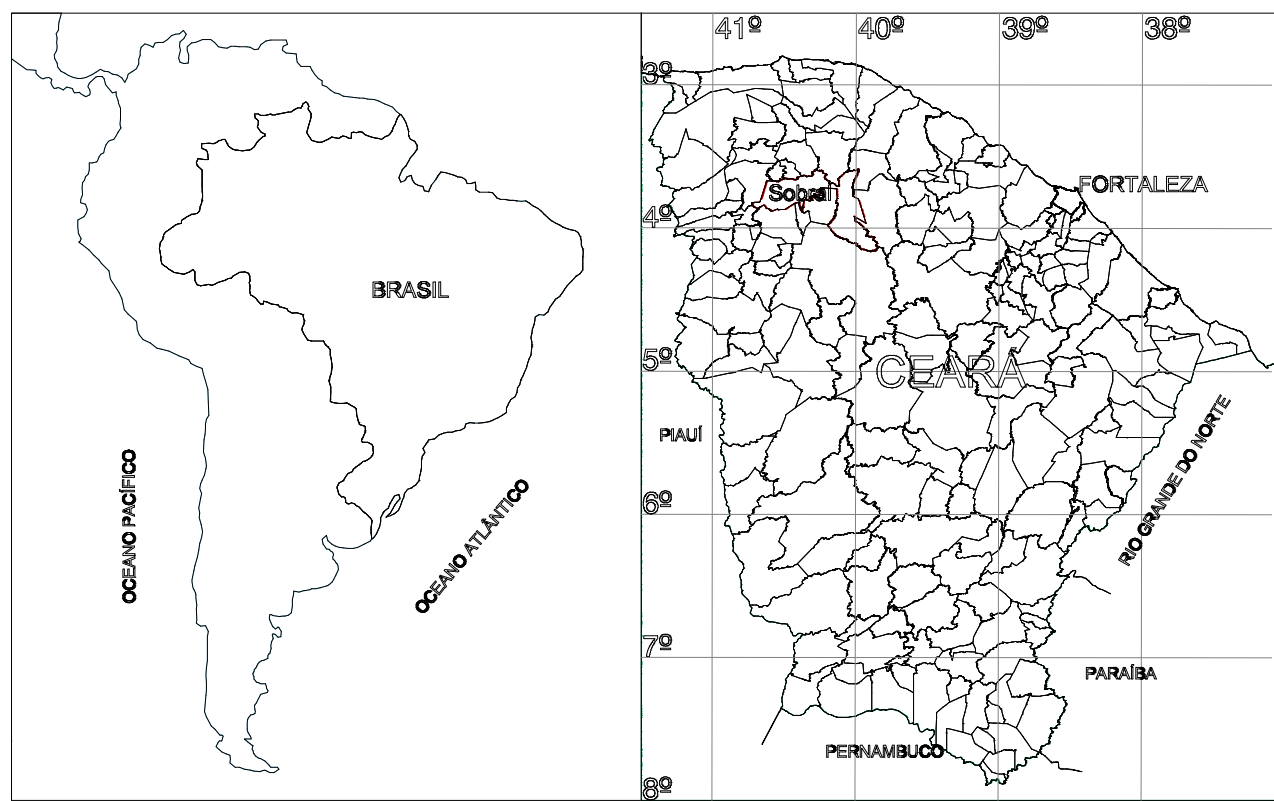 41º 40º 39º 38º
3º
FORTALEZA
Sobral
4º
BRASIL
CEARÁ
5º
PIAUÍ
RIO GRANDE DO NORTE
OCEANO PACÍFICO
OCEANO ATLÂNTICO
6º
7º
PARAÍBA
PERNAMBUCO
8º